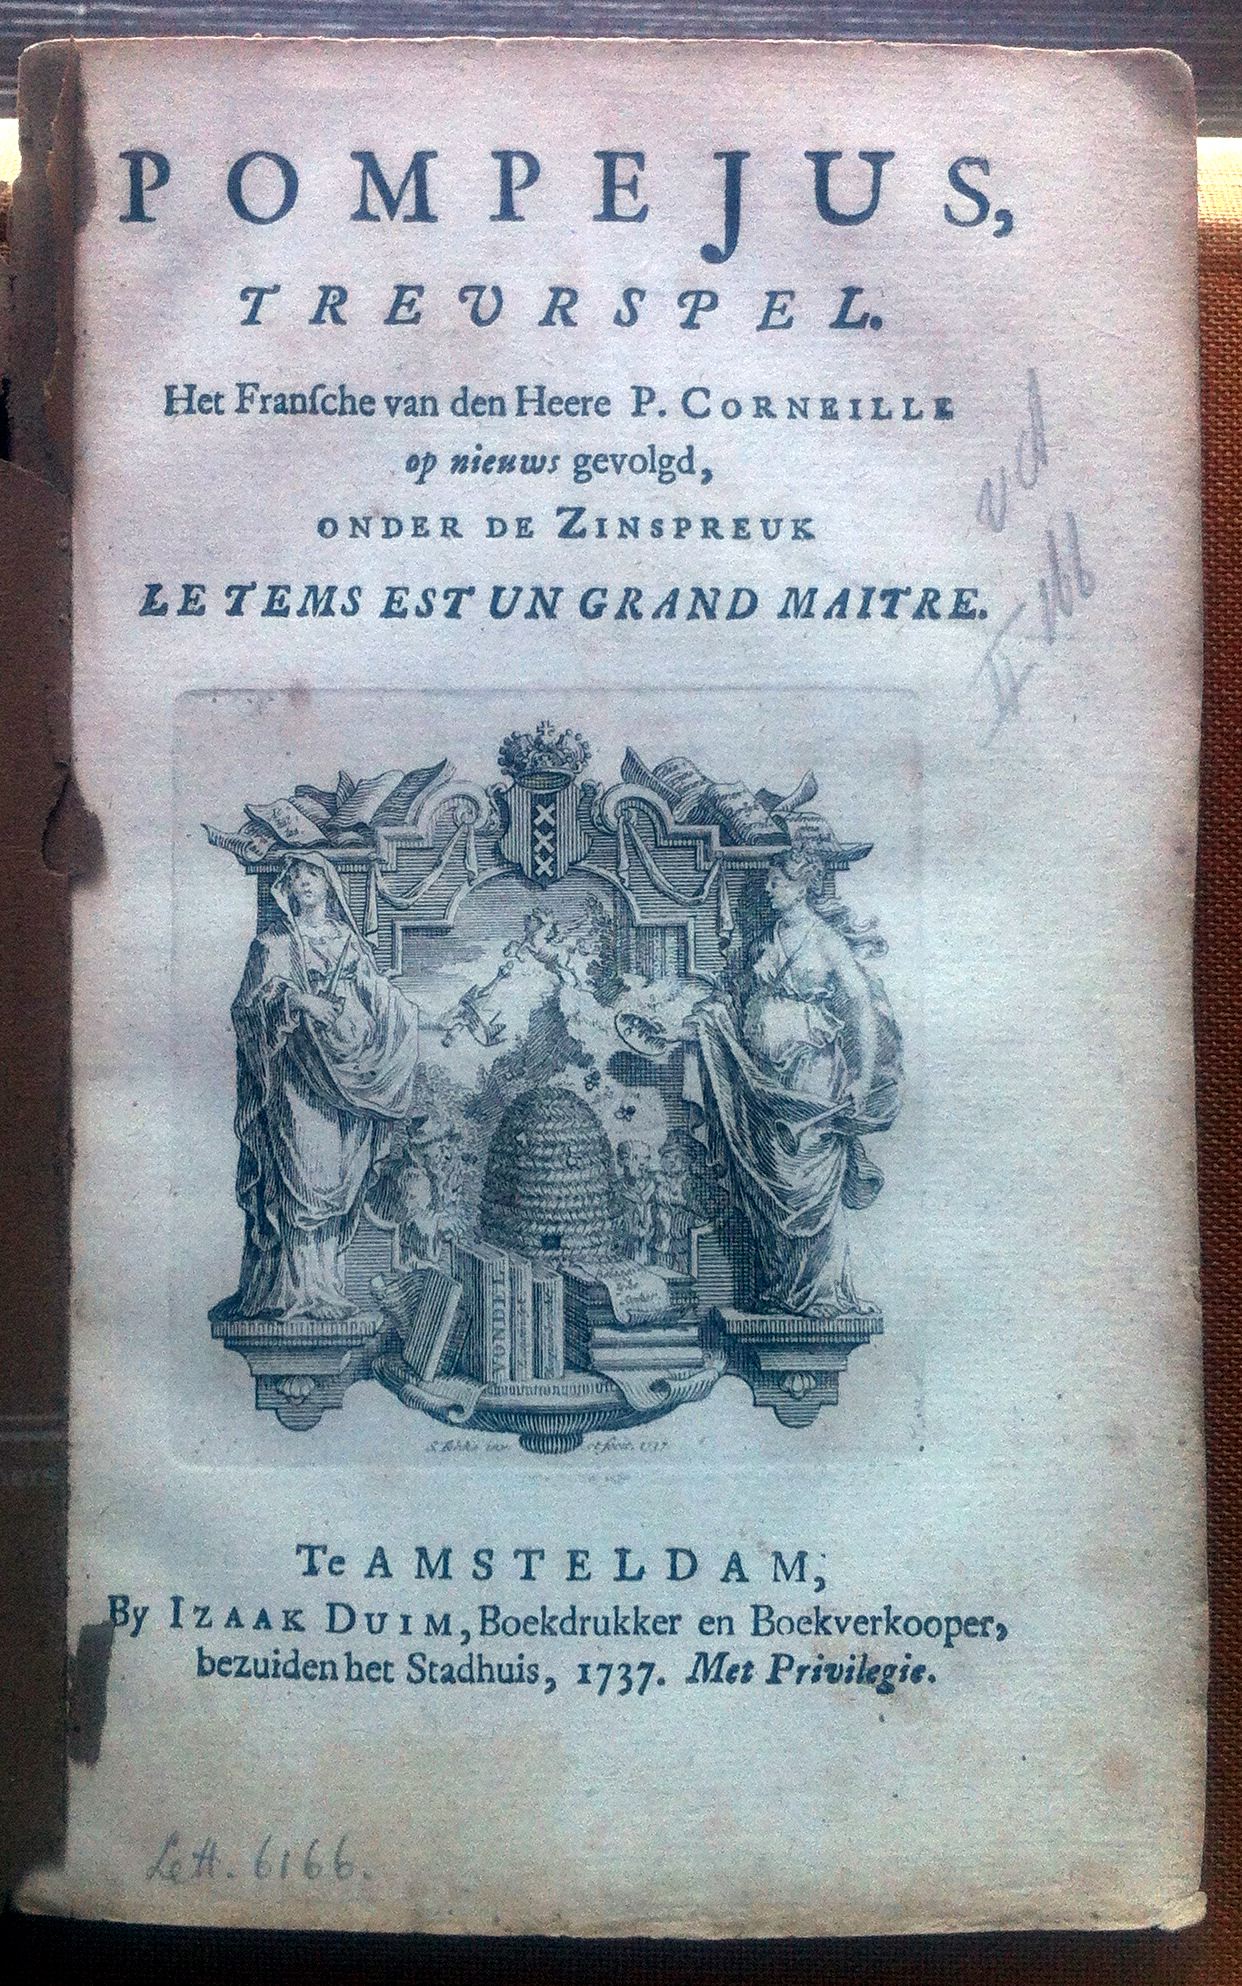 POMPEJUS,
TREURSPEL.
Het Franſche van den Heere P. CORNEILLE
op nieuws gevolgd,
ONDER DE ZINSPREUK
LE TEMS EST UN GRAND MAITRE.
VONDEL
1737
Te AMSTELDAM,
By IZAAK DUIM, Boekdrukker en Boekverkooper,
bezuiden het Stadhuis, 1737. Met Privilegie.
Lett. 6166.